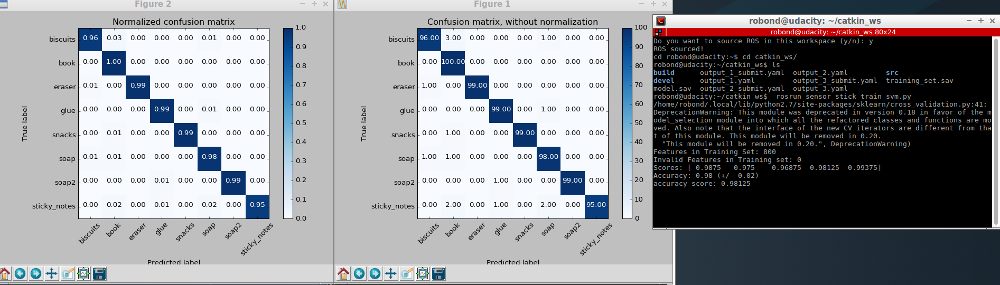 Figure 2
Normalized confusion matrix
True label
biscuits 0.96 0.03 0.00 0.00 0.00 0.01 0.00 0.00
book 0.00 1.00 0.00 0.00 0.00 0.00 0.00 0.00
eraser 0.01 0.00 0.99 0.00 0.00 0.00 0.00 0.00
glue 0.00 0.00 0.00 0.99 0.00 0.01 0.00 0.00
snacks 0.00 0.01 0.00 0.00 0.99 0.00 0.00 0.00
soap 0.01 0.01 0.00 0.00 0.00 0.98 0.00 0.00
soap2 0.00 0.00 0.00 0.01 0.00 0.00 0.99 0.00
sticky_notes 0.00 0.02 0.00 0.01 0.00 0.02 0.00 0.95
biscuits book eraser glue snacks soap soap2 sticky_notes
Predicted label
1.0
0.9
0.8
0.7
0.6
0.5
0.4
0.3
0.2
0.1
0.0
Figure 1
Confusion matrix, without normalization
True label
biscuits 96.00 3.00 0.00 0.00 0.00 1.00 0.00 0.00
book 0.00 100.00 0.00 0.00 0.00 0.00 0.00 0.00
eraser 1.00 0.00 99.00 0.00 0.00 0.00 0.00 0.00
glue 0.00 0.00 0.00 99.00 0.00 1.00 0.00 0.00
snacks 0.00 1.00 0.00 0.00 99.00 0.00 0.00 0.00
soap 1.00 1.00 0.00 0.00 0.00 98.00 0.00 0.00
soap2 0.00 0.00 0.00 1.00 0.00 0.00 99.00 0.00
sticky_notes 0.00 2.00 0.00 1.00 0.00 2.00 0.00 95.00
biscuits book eraser glue snacks soap soap2 sticky_notes
Predicted label
100
90
80
70
60
50
40
30
20
10
0
robond@udacity: ~/catkin_ws
robond@udacity: ~/catkin_ws 80x24
Do you want to source ROS in this workspace (y/n): y
ROS sourced!
cd robond@udacity:~$ cd catkin_ws/
robond@udacity:~/catkin_ws$ ls
build output_1_submit.yaml output_2.yaml src
devel output_1.yaml output_3_submit.yaml training_set.sav
model.sav output_2_submit.yaml output_3.yaml
robond@udacity:~/catkin_ws$ rosrun sensor_stick train_svm.py
/home/robond/.local/lib/python2.7/site-packages/sklearn/cross_validation.py:41:
DeprecationWarning: This module was deprecated in version 0.18 in favor of the m
odel_selection module into which all the refactored classes and functions are mo
ved. Also note that the interface of the new CV iterators are different from tha
t of this module. This module will be removed in 0.20.
"This module will be removed in 0.20.", DeprecationWarning)
Features in Training Set: 800
Invalid Features in Training set: 0
Scores: [ 0.9875 0.975 0.96875 0.98125 0.99375]
Accuracy: 0.98 (+/- 0.02)
accuracy score: 0.98125